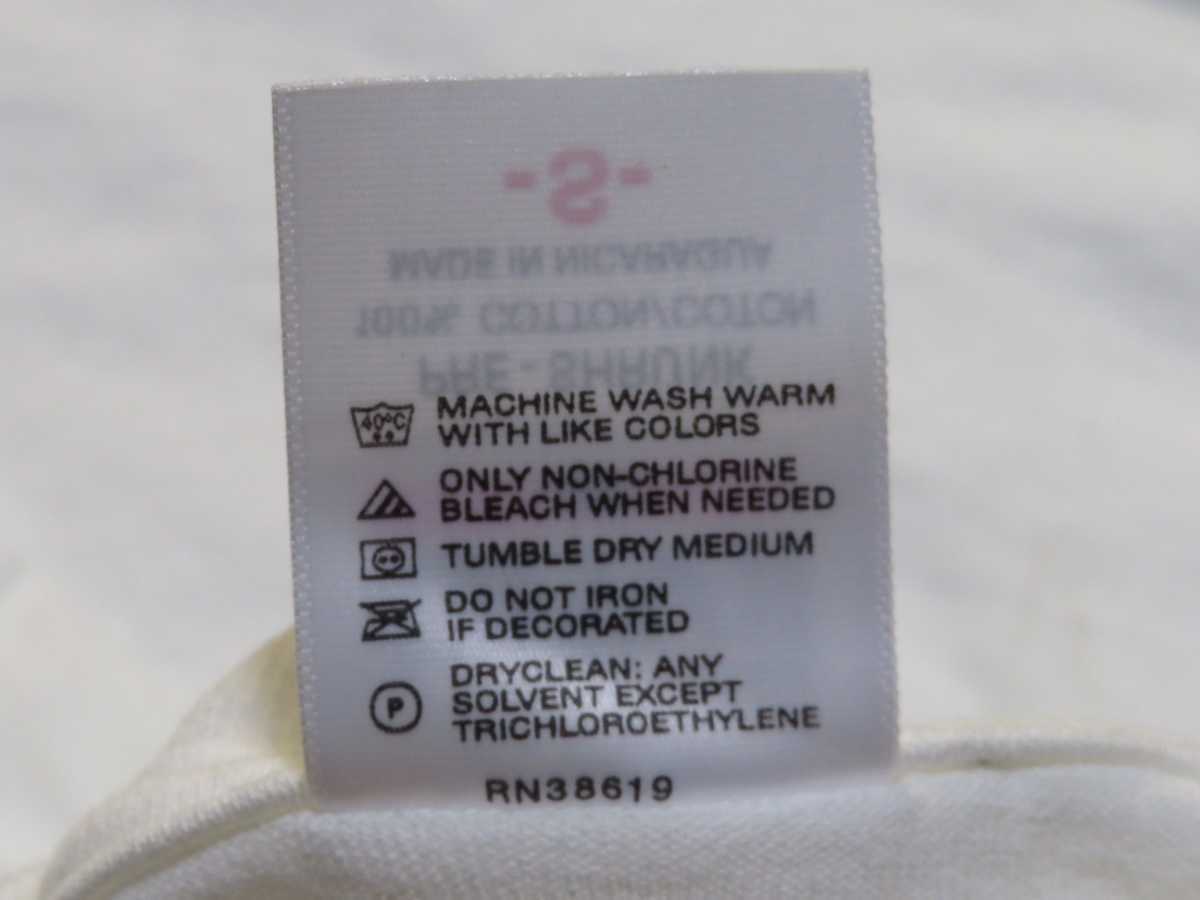 -S-
MADE IN NICARAGUA
100% COTTON/COTON
PRE-SHRUNK
40°C
MACHINE WASH WARM
WITH LIKE COLORS
ONLY NON-CHLORINE
BLEACH WHEN NEEDED
TUMBLE DRY MEDIUM
DO NOT IRON
IF DECORATED
P
DRYCLEAN: ANY
SOLVENT EXCEPT
TRICHLOROETHYLENE
RN38619